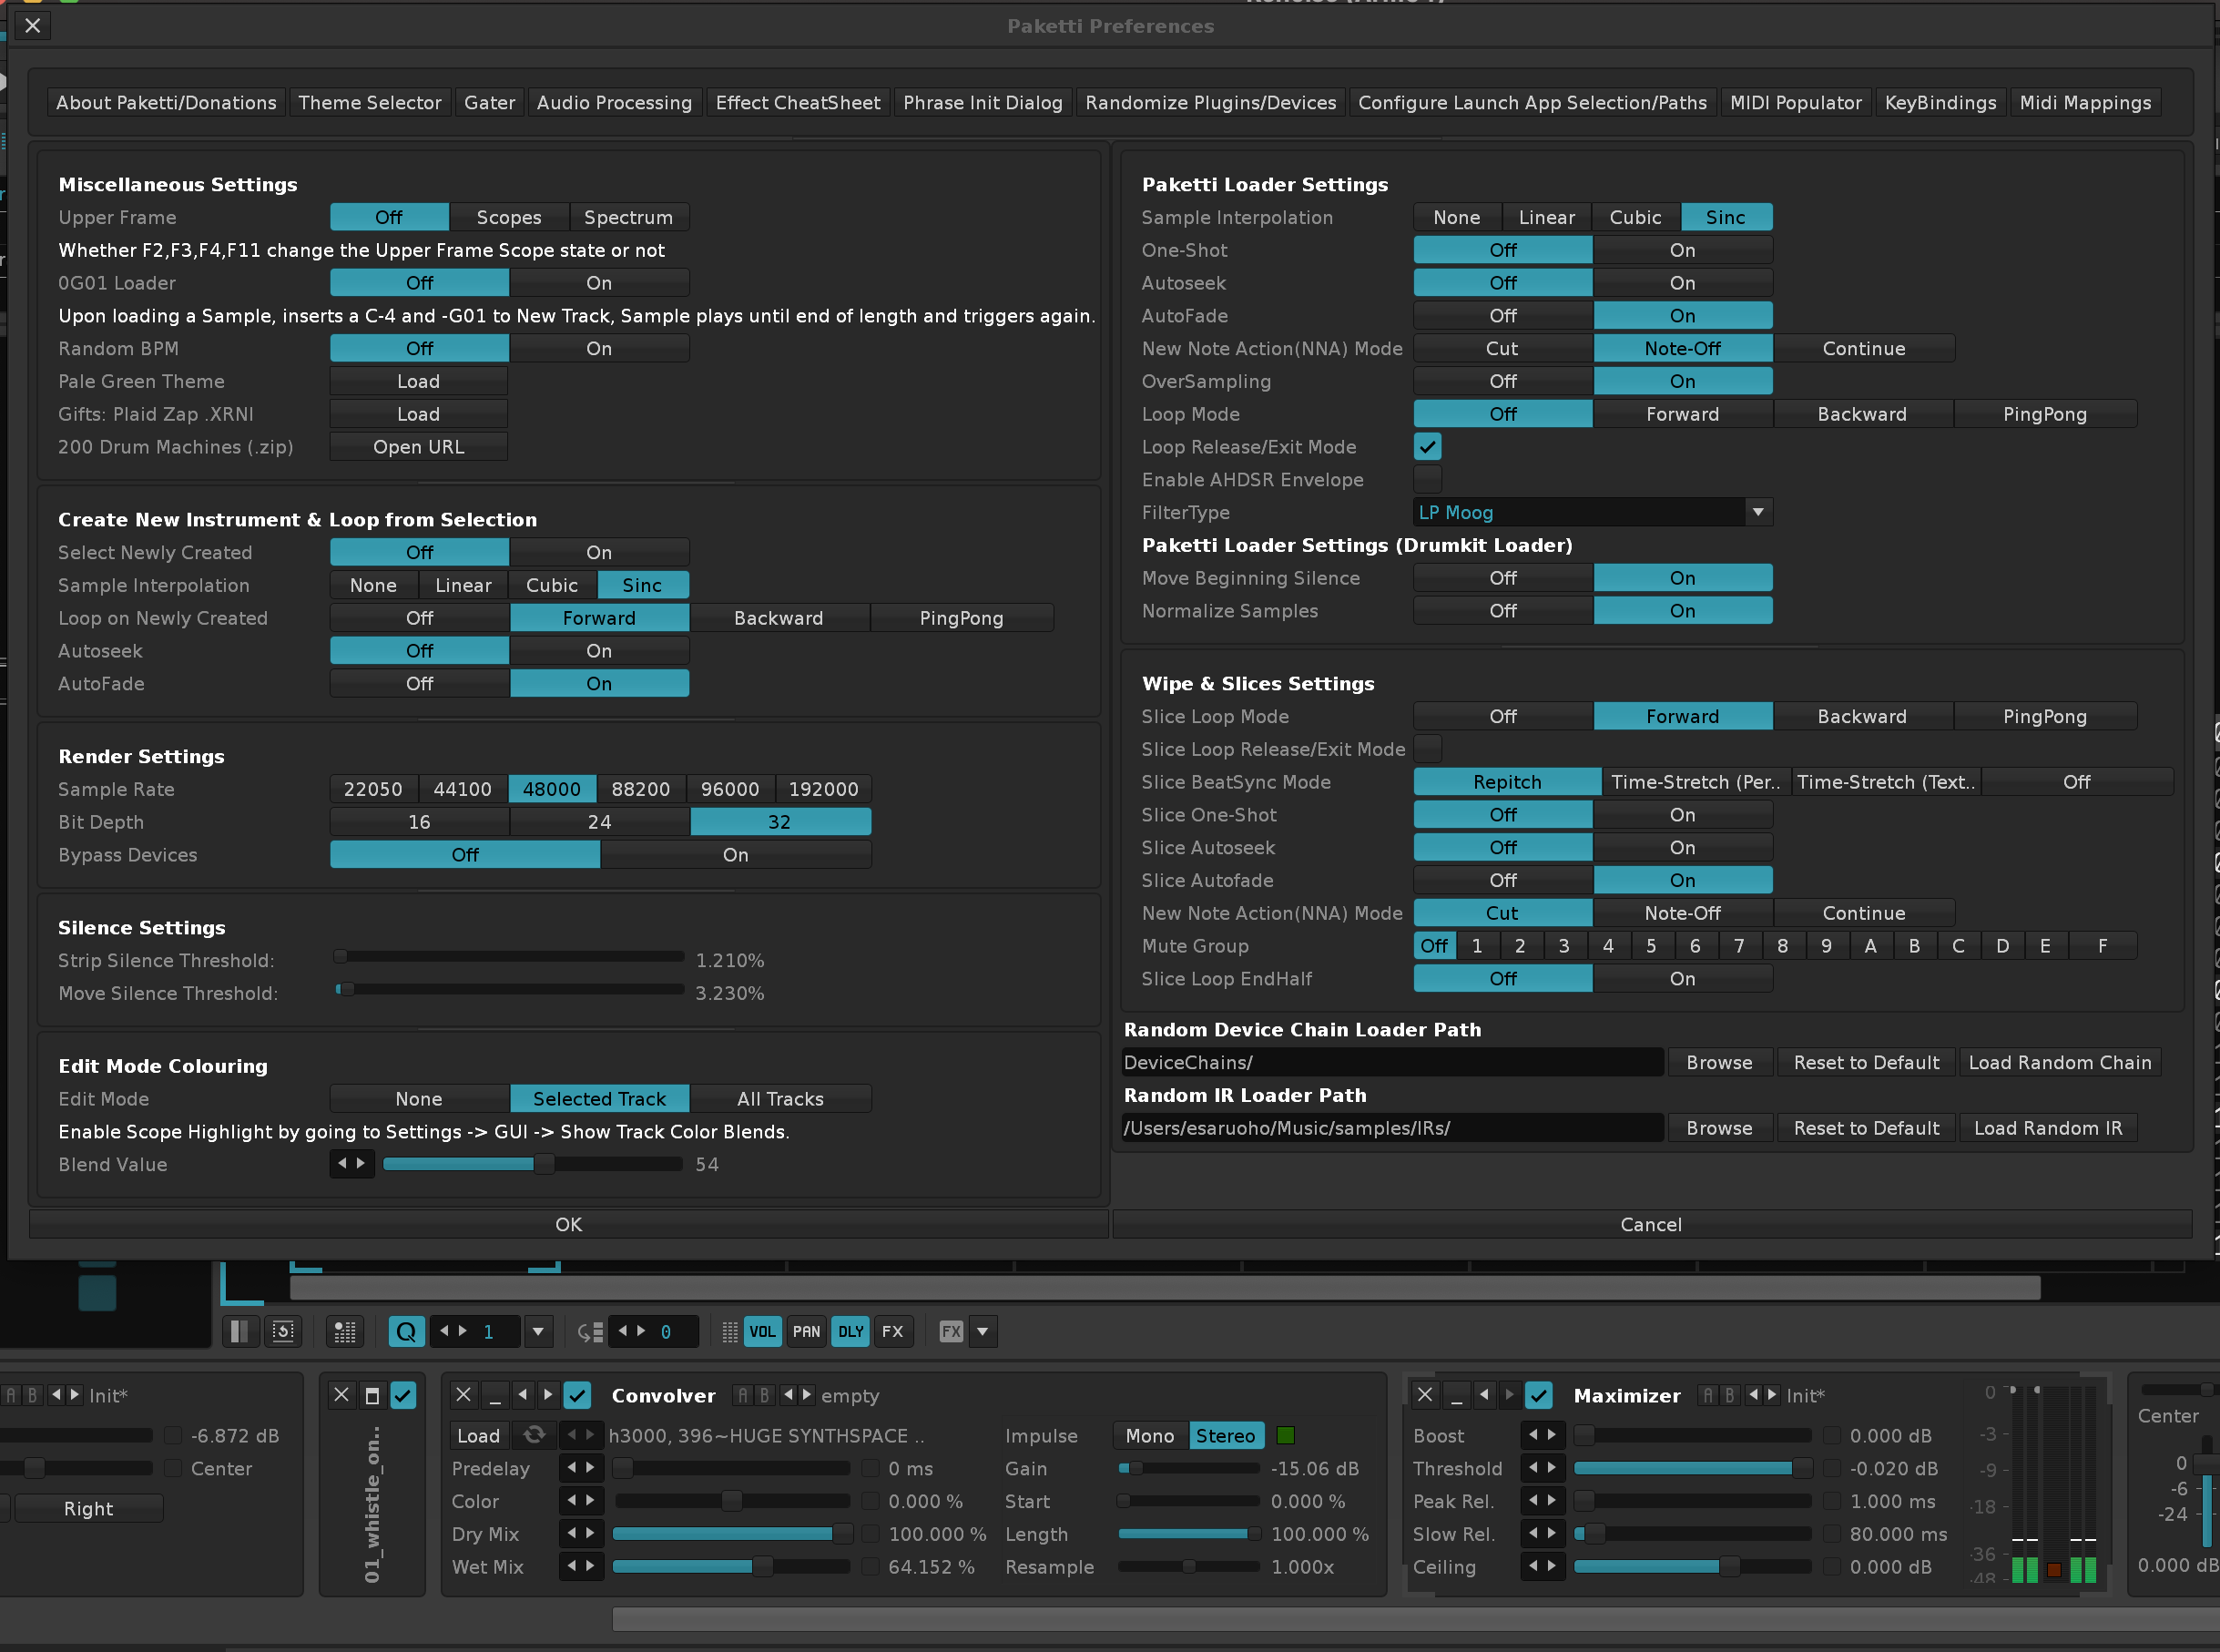 Paketti Preferences
About Paketti/Donations Theme Selector Gater Audio Processing Effect CheatSheet Phrase Init Dialog Randomize Plugins/Devices Configure Launch App Selection/Paths MIDI Populator KeyBindings Midi Mappings
Miscellaneous Settings
Upper Frame Off Scopes Spectrum
Whether F2,F3,F4,F11 change the Upper Frame Scope state or not
0G01 Loader Off On
Upon loading a Sample, inserts a C-4 and -G01 to New Track, Sample plays until end of length and triggers again.
Random BPM Off On
Pale Green Theme Load
Gifts: Plaid Zap .XRNI Load
200 Drum Machines (.zip) Open URL
Create New Instrument & Loop from Selection
Select Newly Created Off On
Sample Interpolation None Linear Cubic Sinc
Loop on Newly Created Off Forward Backward PingPong
Autoseek Off On
AutoFade Off On
Render Settings
Sample Rate 22050 44100 48000 88200 96000 192000
Bit Depth 16 24 32
Bypass Devices Off On
Silence Settings
Strip Silence Threshold: 1.210%
Move Silence Threshold: 3.230%
Edit Mode Colouring
Edit Mode None Selected Track All Tracks
Enable Scope Highlight by going to Settings -> GUI -> Show Track Color Blends.
Blend Value 54
Paketti Loader Settings
Sample Interpolation None Linear Cubic Sinc
One-Shot Off On
Autoseek Off On
AutoFade Off On
New Note Action(NNA) Mode Cut Note-Off Continue
OverSampling Off On
Loop Mode Off Forward Backward PingPong
Loop Release/Exit Mode
Enable AHDSR Envelope
FilterType LP Moog
Paketti Loader Settings (Drumkit Loader)
Move Beginning Silence Off On
Normalize Samples Off On
Wipe & Slices Settings
Slice Loop Mode Off Forward Backward PingPong
Slice Loop Release/Exit Mode
Slice BeatSync Mode Repitch Time-Stretch (Per.. Time-Stretch (Text.. Off
Slice One-Shot Off On
Slice Autoseek Off On
Slice Autofade Off On
New Note Action(NNA) Mode Cut Note-Off Continue
Mute Group Off 1 2 3 4 5 6 7 8 9 A B C D E F
Slice Loop EndHalf Off On
Random Device Chain Loader Path
DeviceChains/ Browse Reset to Default Load Random Chain
Random IR Loader Path
/Users/esaruoho/Music/samples/IRs/ Browse Reset to Default Load Random IR
OK Cancel
Q 1 0 VOL PAN DLY FX FX
A B Init*
-6.872 dB
Center
Right
01_whistle_on..
Convolver A B empty
Load h3000, 396~HUGE SYNTHSPACE .. Impulse Mono Stereo
Predelay 0 ms Gain -15.06 dB
Color 0.000 % Start 0.000 %
Dry Mix 100.000 % Length 100.000 %
Wet Mix 64.152 % Resample 1.000x
Maximizer A B Init*
Boost 0.000 dB
Threshold -0.020 dB
Peak Rel. 1.000 ms
Slow Rel. 80.000 ms
Ceiling 0.000 dB
0
-3
-9
-18
-36
-48
Center
0
-6
-24
0.000 dB